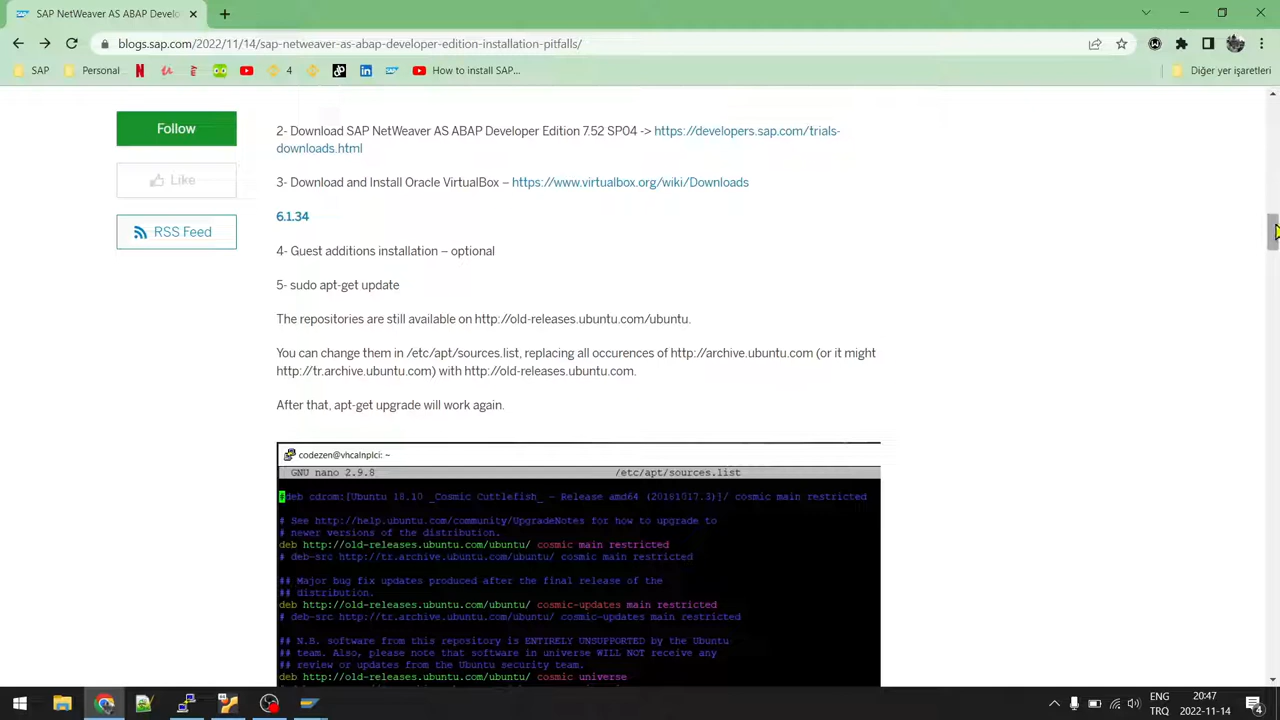 SAP NetWeaver AS ABAP Develo
blogs.sap.com/2022/11/14/sap-netweaver-as-abap-developer-edition-installation-pitfalls/
SAP Personal 4 How to install SAP... Diğer yer işaretleri
Follow
Like
RSS Feed
2- Download SAP NetWeaver AS ABAP Developer Edition 7.52 SP04 -> https://developers.sap.com/trials-
downloads.html
3- Download and Install Oracle VirtualBox – https://www.virtualbox.org/wiki/Downloads
6.1.34
4- Guest additions installation – optional
5- sudo apt-get update
The repositories are still available on http://old-releases.ubuntu.com/ubuntu.
You can change them in /etc/apt/sources.list, replacing all occurences of http://archive.ubuntu.com (or it might
http://tr.archive.ubuntu.com) with http://old-releases.ubuntu.com.
After that, apt-get upgrade will work again.
codezen@vhcalnplci: ~
GNU nano 2.9.8 /etc/apt/sources.list
#deb cdrom:[Ubuntu 18.10 _Cosmic Cuttlefish_ - Release amd64 (20181017.3)]/ cosmic main restricted
# See http://help.ubuntu.com/community/UpgradeNotes for how to upgrade to
# newer versions of the distribution.
deb http://old-releases.ubuntu.com/ubuntu/ cosmic main restricted
# deb-src http://tr.archive.ubuntu.com/ubuntu/ cosmic main restricted
## Major bug fix updates produced after the final release of the
## distribution.
deb http://old-releases.ubuntu.com/ubuntu/ cosmic-updates main restricted
# deb-src http://tr.archive.ubuntu.com/ubuntu/ cosmic-updates main restricted
## N.B. software from this repository is ENTIRELY UNSUPPORTED by the Ubuntu
## team. Also, please note that software in universe WILL NOT receive any
## review or updates from the Ubuntu security team.
deb http://old-releases.ubuntu.com/ubuntu/ cosmic universe
ENG
TRQ
20:47
2022-11-14
4